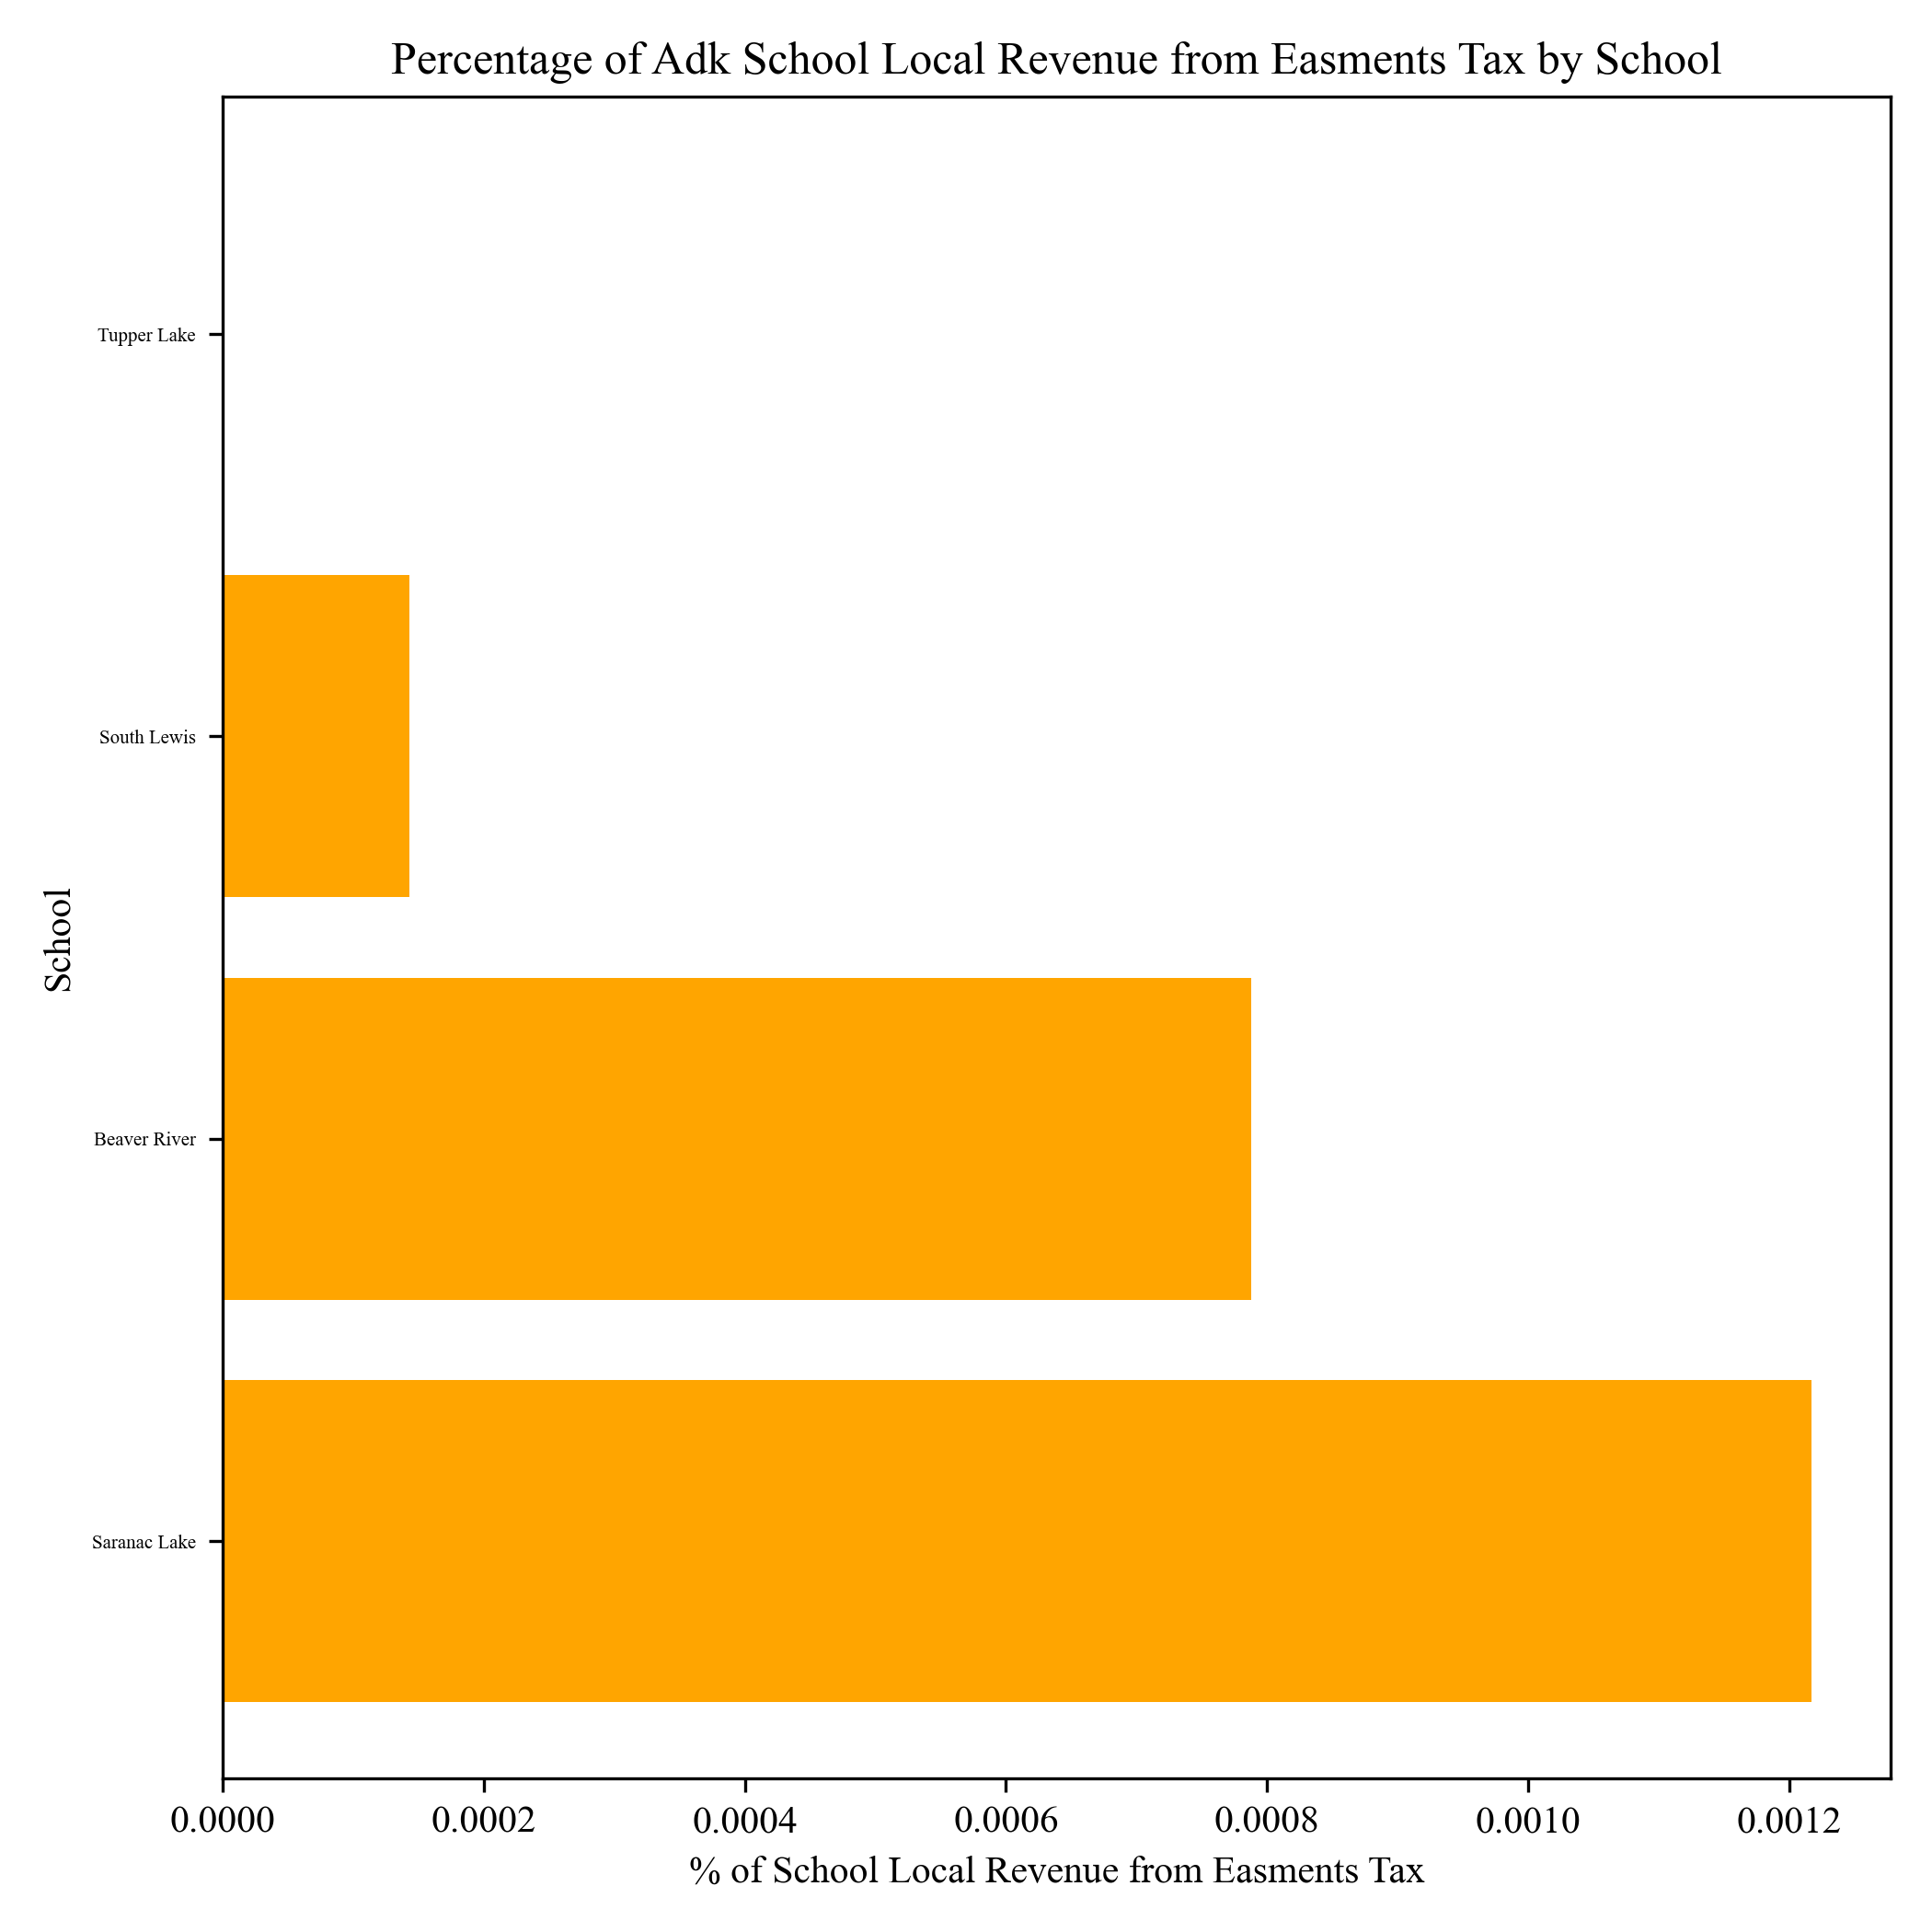 Percentage of Adk School Local Revenue from Easments Tax by School
Tupper Lake
South Lewis
Beaver River
Saranac Lake
School
0.0000 0.0002 0.0004 0.0006 0.0008 0.0010 0.0012
% of School Local Revenue from Easments Tax